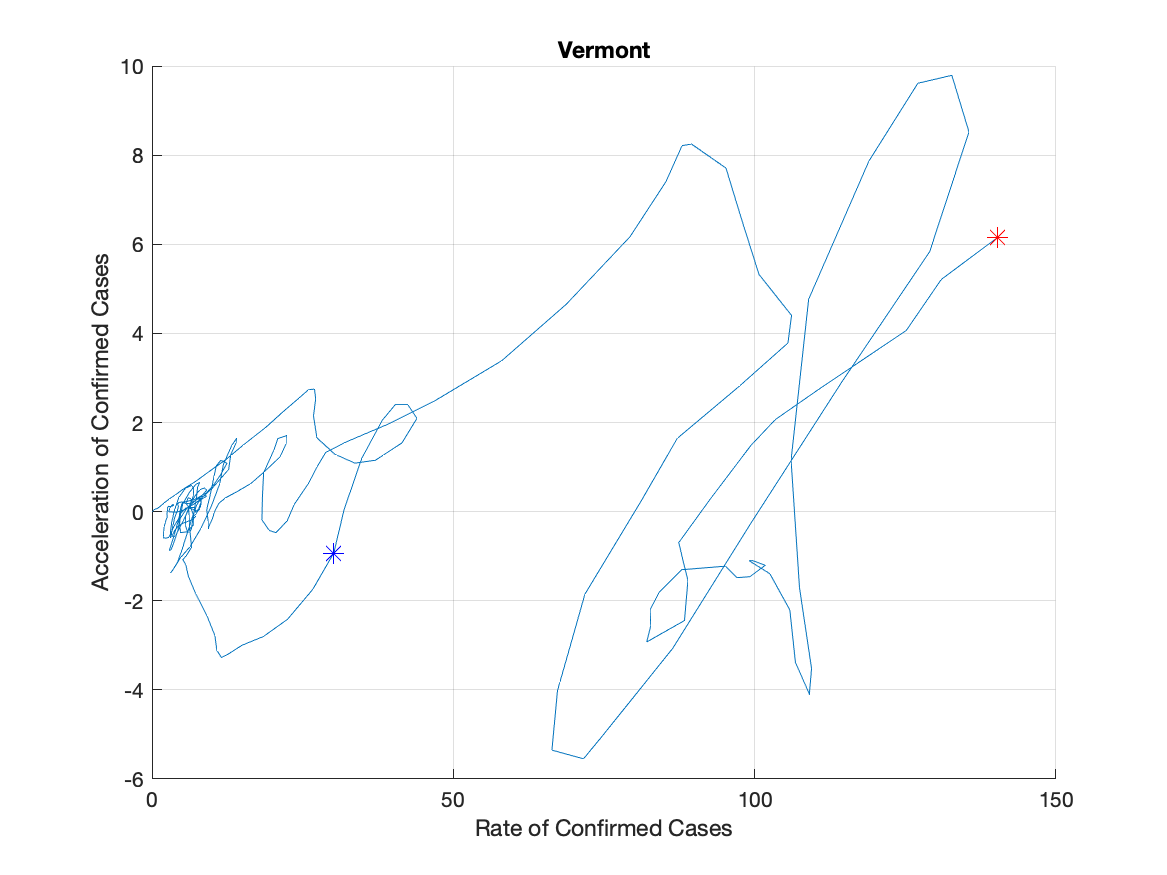 Vermont
10
8
6
4
2
0
-2
-4
-6
Acceleration of Confirmed Cases
0 50 100 150
Rate of Confirmed Cases